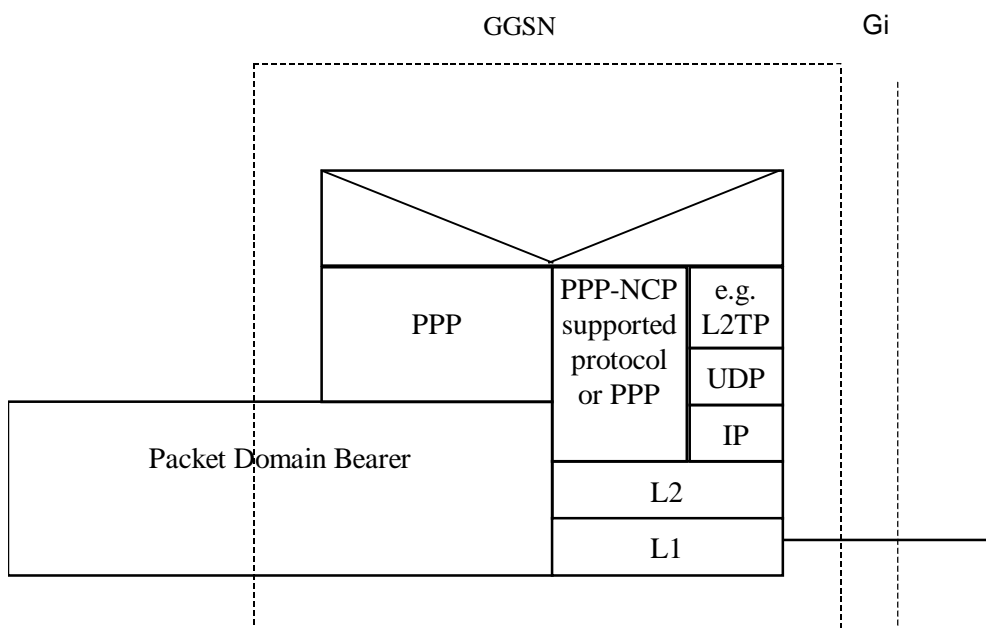 GGSN
Gi
PPP
PPP-NCP
supported
protocol
or PPP
e.g.
L2TP
UDP
IP
Packet Domain Bearer
L2
L1